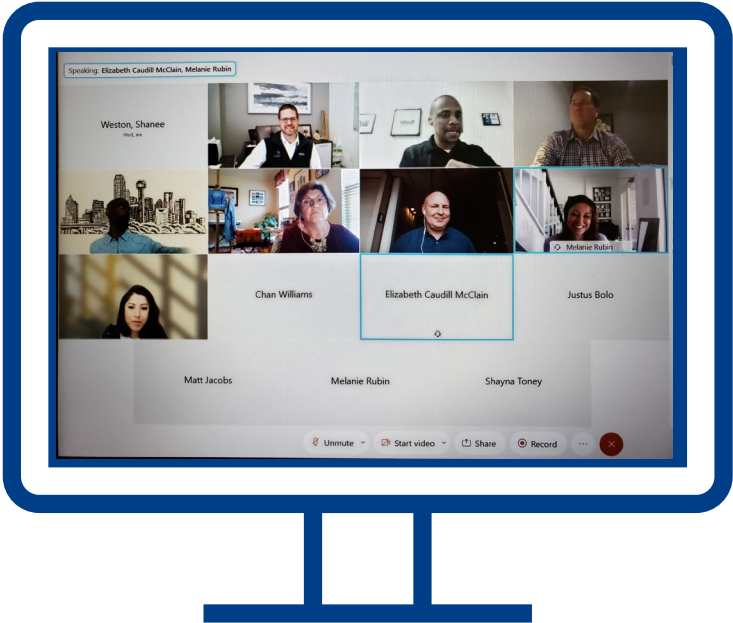 Speaking: Elizabeth Caudill McClain, Melanie Rubin
Weston, Shanee
Host, me
Melanie Rubin
Chan Williams
Elizabeth Caudill McClain
Justus Bolo
Matt Jacobs
Melanie Rubin
Shayna Toney
Unmute
Start video
Share
Record